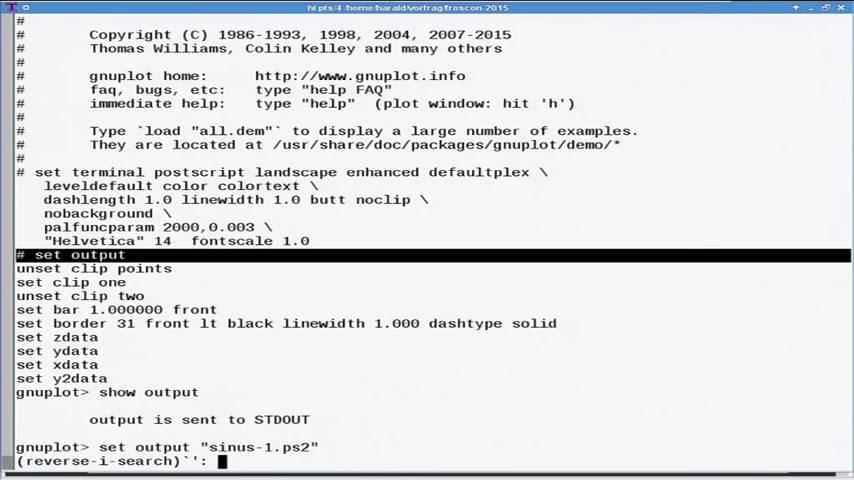 hl pts/4 /home/harald/vortrag/froscon-2015
#
#       Copyright (C) 1986-1993, 1998, 2004, 2007-2015
#       Thomas Williams, Colin Kelley and many others
#
#       gnuplot home:     http://www.gnuplot.info
#       faq, bugs, etc:   type "help FAQ"
#       immediate help:   type "help"  (plot window: hit 'h')
#
#       Type `load "all.dem"` to display a large number of examples.
#       They are located at /usr/share/doc/packages/gnuplot/demo/*
#
# set terminal postscript landscape enhanced defaultplex \
   leveldefault color colortext \
   dashlength 1.0 linewidth 1.0 butt noclip \
   nobackground \
   palfuncparam 2000,0.003 \
   "Helvetica" 14  fontscale 1.0
# set output
unset clip points
set clip one
unset clip two
set bar 1.000000 front
set border 31 front lt black linewidth 1.000 dashtype solid
set zdata
set ydata
set xdata
set y2data
gnuplot> show output
        output is sent to STDOUT
gnuplot> set output "sinus-1.ps2"
(reverse-i-search)`':